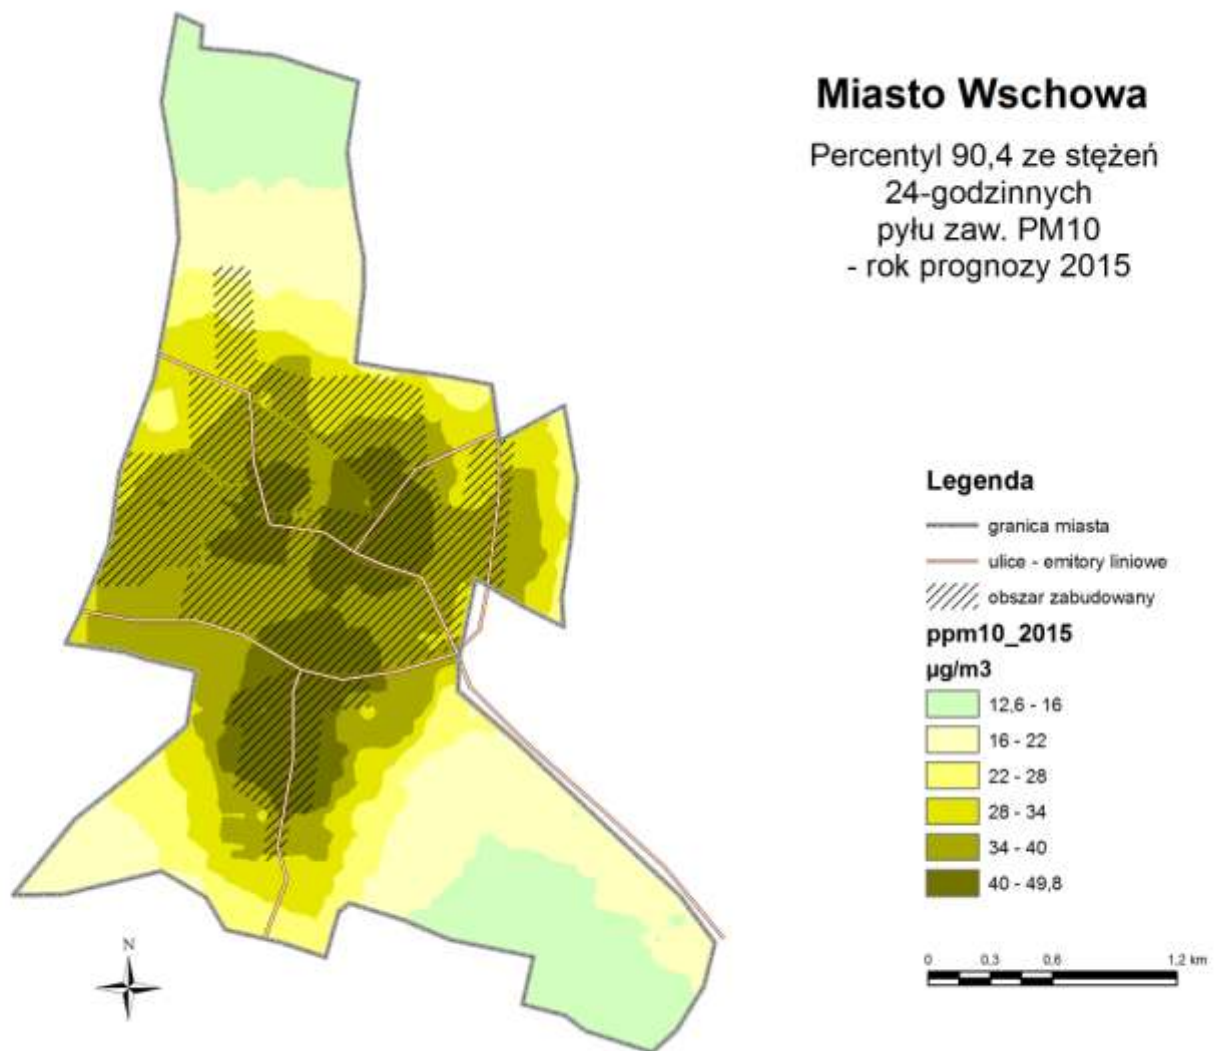 Miasto Wschowa
Percentyl 90,4 ze stężeń
24-godzinnych
pyłu zaw. PM10
- rok prognozy 2015
Legenda
granica miasta
ulice - emitory liniowe
obszar zabudowany
ppm10_2015
µg/m3
12,6 - 16
16 - 22
22 - 28
28 - 34
34 - 40
40 - 49,8
N
0 0,3 0,6 1,2 km